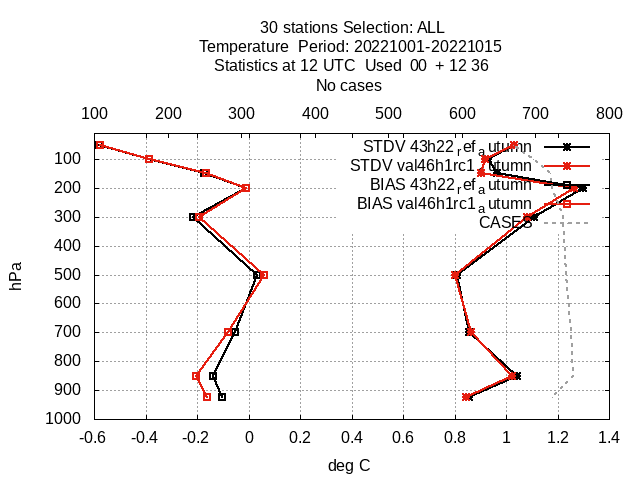 30 stations Selection: ALL
Temperature  Period: 20221001-20221015
Statistics at 12 UTC  Used  00  + 12 36
No cases
100 200 300 400 500 600 700 800
STDV 43h22_ref_autumn
STDV val46h1rc1_autumn
BIAS 43h22_ref_autumn
BIAS val46h1rc1_autumn
CASES
100
200
300
400
500
600
700
800
900
1000
hPa
-0.6 -0.4 -0.2 0 0.2 0.4 0.6 0.8 1 1.2 1.4
deg C